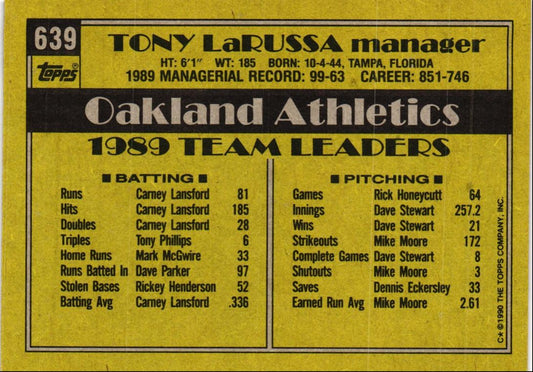 639
topps®
TONY LaRUSSA manager
HT: 6'1" WT: 185 BORN: 10-4-44, TAMPA, FLORIDA
1989 MANAGERIAL RECORD: 99-63 CAREER: 851-746
Oakland Athletics
1989 TEAM LEADERS
■ BATTING ■
Runs Carney Lansford 81
Hits Carney Lansford 185
Doubles Carney Lansford 28
Triples Tony Phillips 6
Home Runs Mark McGwire 33
Runs Batted In Dave Parker 97
Stolen Bases Rickey Henderson 52
Batting Avg Carney Lansford .336
■ PITCHING ■
Games Rick Honeycutt 64
Innings Dave Stewart 257.2
Wins Dave Stewart 21
Strikeouts Mike Moore 172
Complete Games Dave Stewart 8
Shutouts Mike Moore 3
Saves Dennis Eckersley 33
Earned Run Avg Mike Moore 2.61
C★ ©1990 THE TOPPS COMPANY, INC.